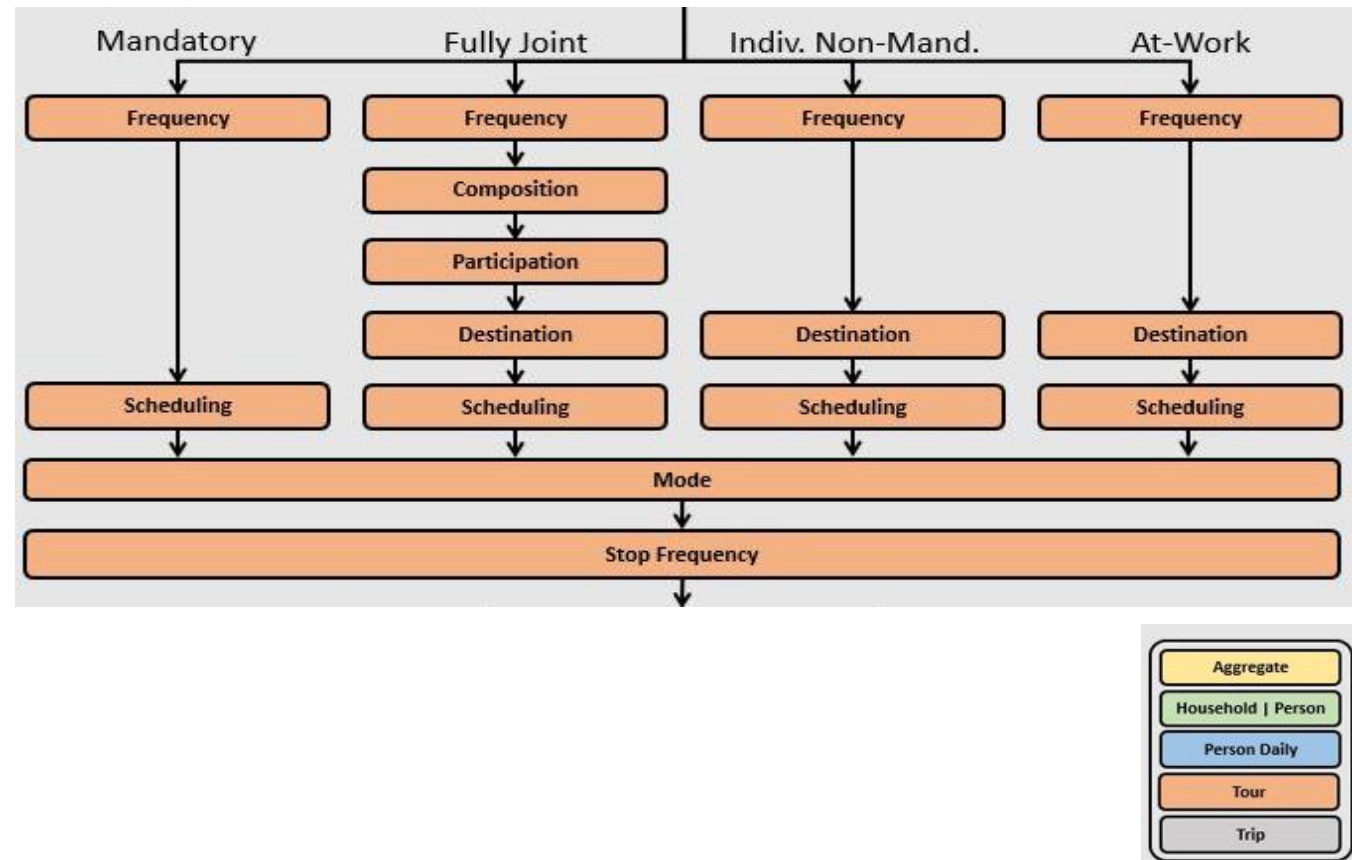 Mandatory
Fully Joint
Indiv. Non-Mand.
At-Work
Frequency
Frequency
Frequency
Frequency
Composition
Participation
Destination
Destination
Destination
Scheduling
Scheduling
Scheduling
Scheduling
Mode
Stop Frequency
Aggregate
Household | Person
Person Daily
Tour
Trip